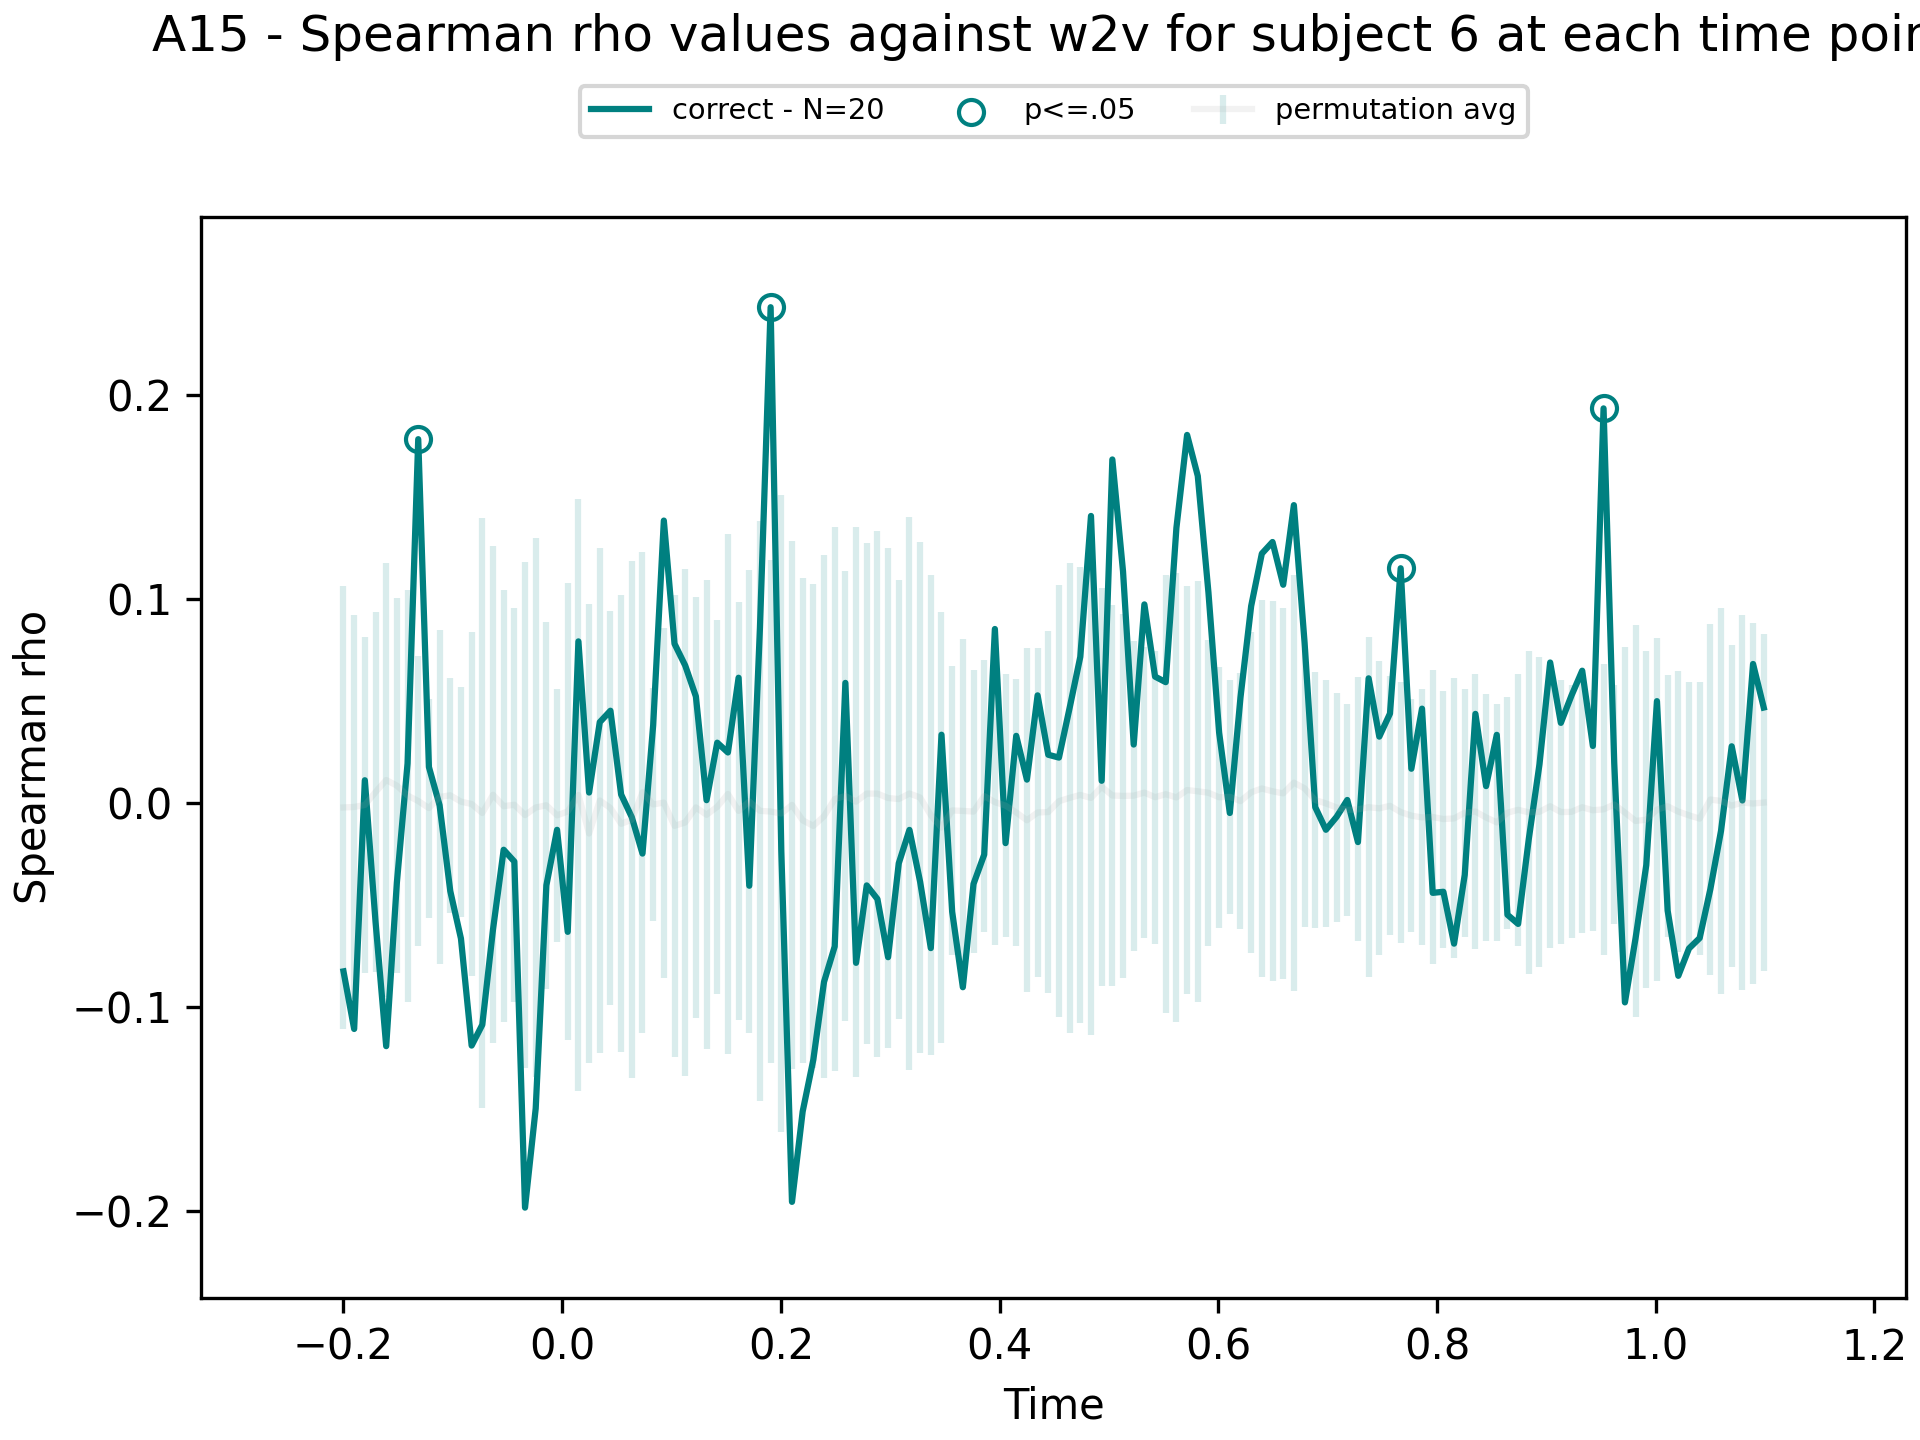 A15 - Spearman rho values against w2v for subject 6 at each time poin
correct - N=20 p<=.05 permutation avg
Spearman rho
0.2
0.1
0.0
−0.1
−0.2
−0.2 0.0 0.2 0.4 0.6 0.8 1.0 1.2
Time